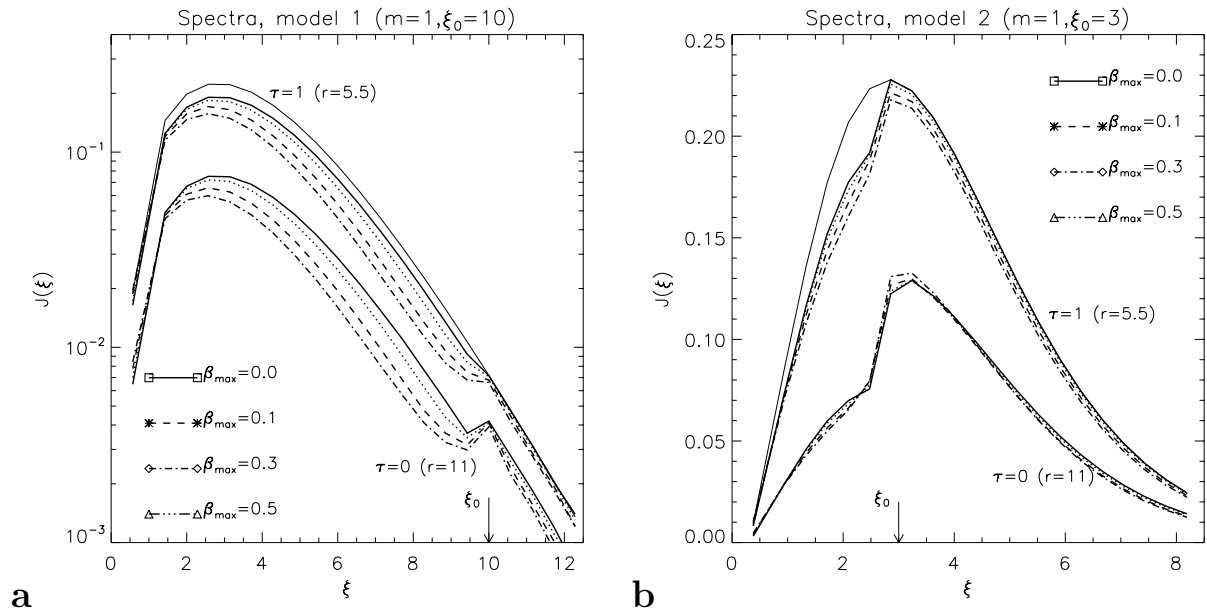 Spectra, model 1 (m=1,ξ₀=10)
J(ξ)
10⁻¹
10⁻²
10⁻³
τ=1 (r=5.5)
β_max=0.0
β_max=0.1
β_max=0.3
β_max=0.5
τ=0 (r=11)
ξ₀
0 2 4 6 8 10 12
ξ
a
Spectra, model 2 (m=1,ξ₀=3)
J(ξ)
0.25
0.20
0.15
0.10
0.05
0.00
β_max=0.0
β_max=0.1
β_max=0.3
β_max=0.5
τ=1 (r=5.5)
τ=0 (r=11)
ξ₀
0 2 4 6 8
ξ
b